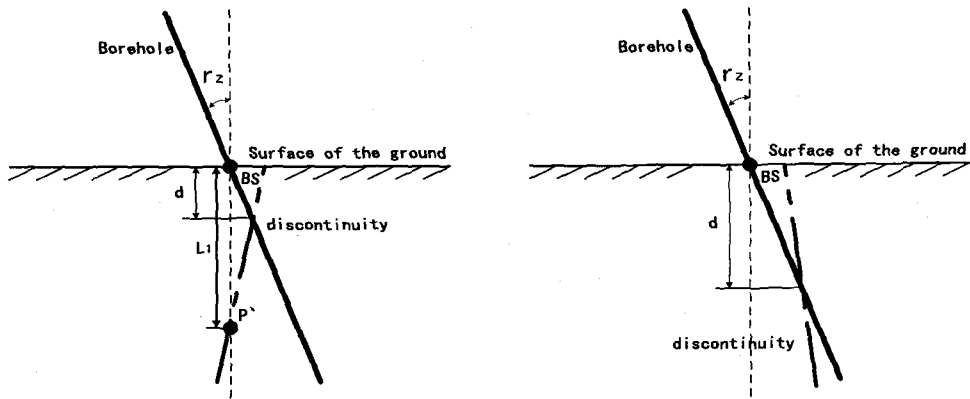 Borehole
rz
Surface of the ground
BS
d
discontinuity
L1
P`
Borehole
rz
Surface of the ground
BS
d
discontinuity